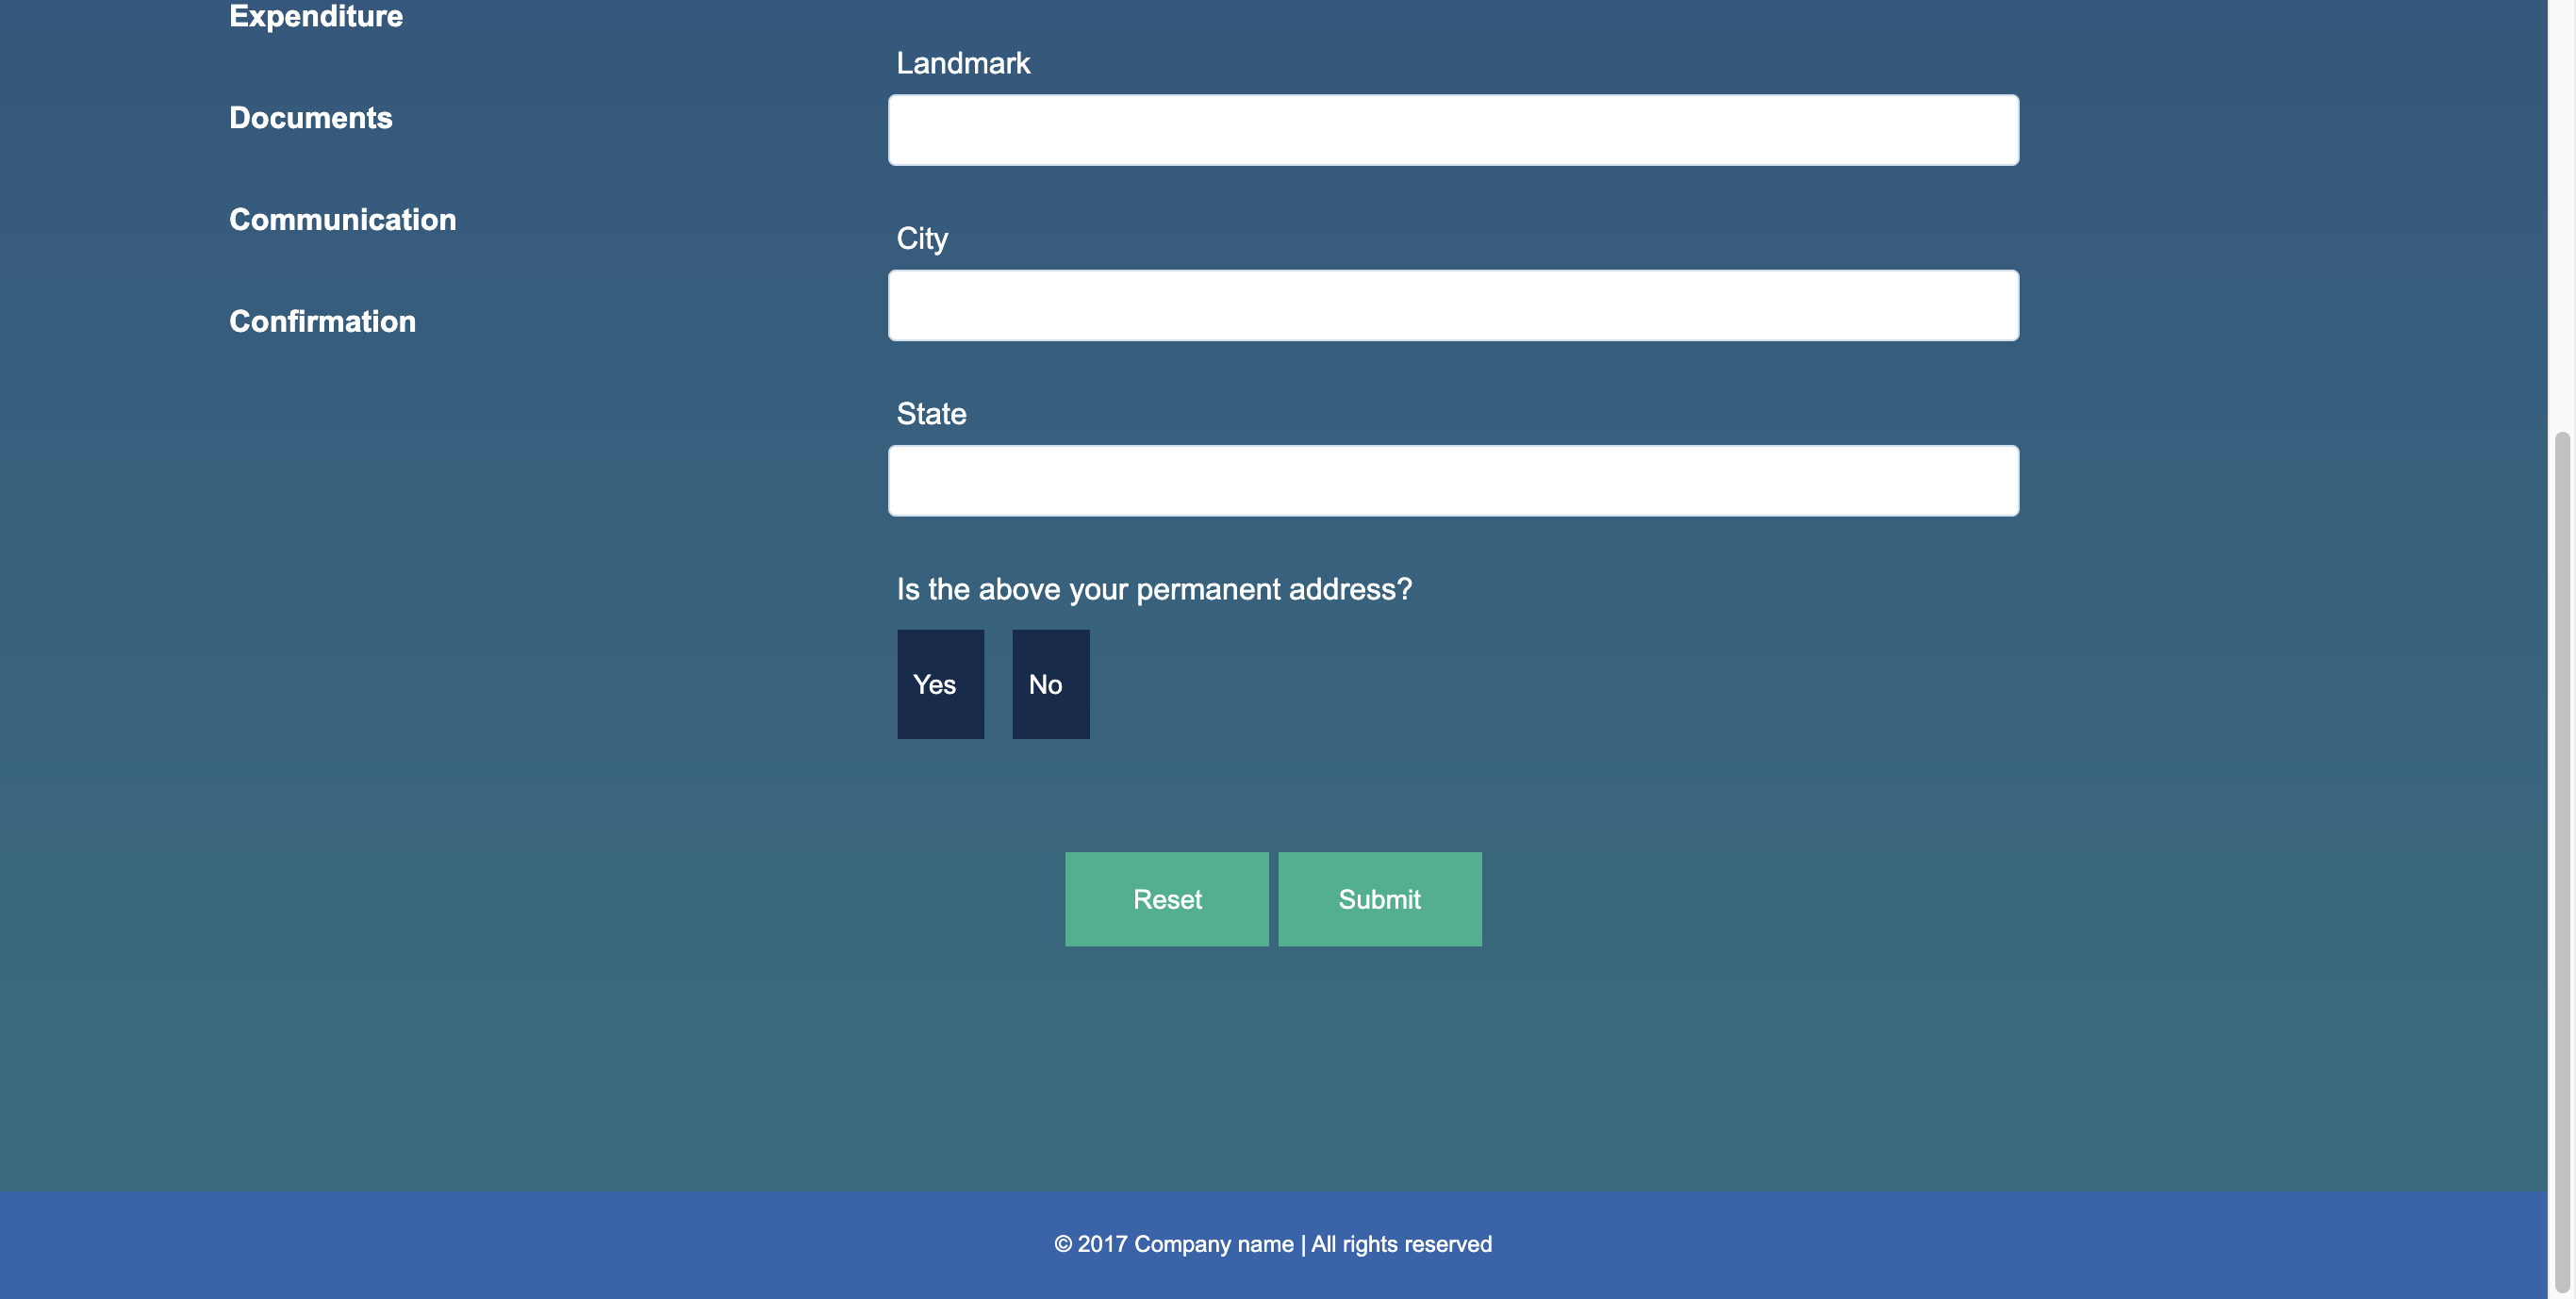 Expenditure
Documents
Communication
Confirmation
Landmark
City
State
Is the above your permanent address?
Yes No
Reset Submit
© 2017 Company name | All rights reserved